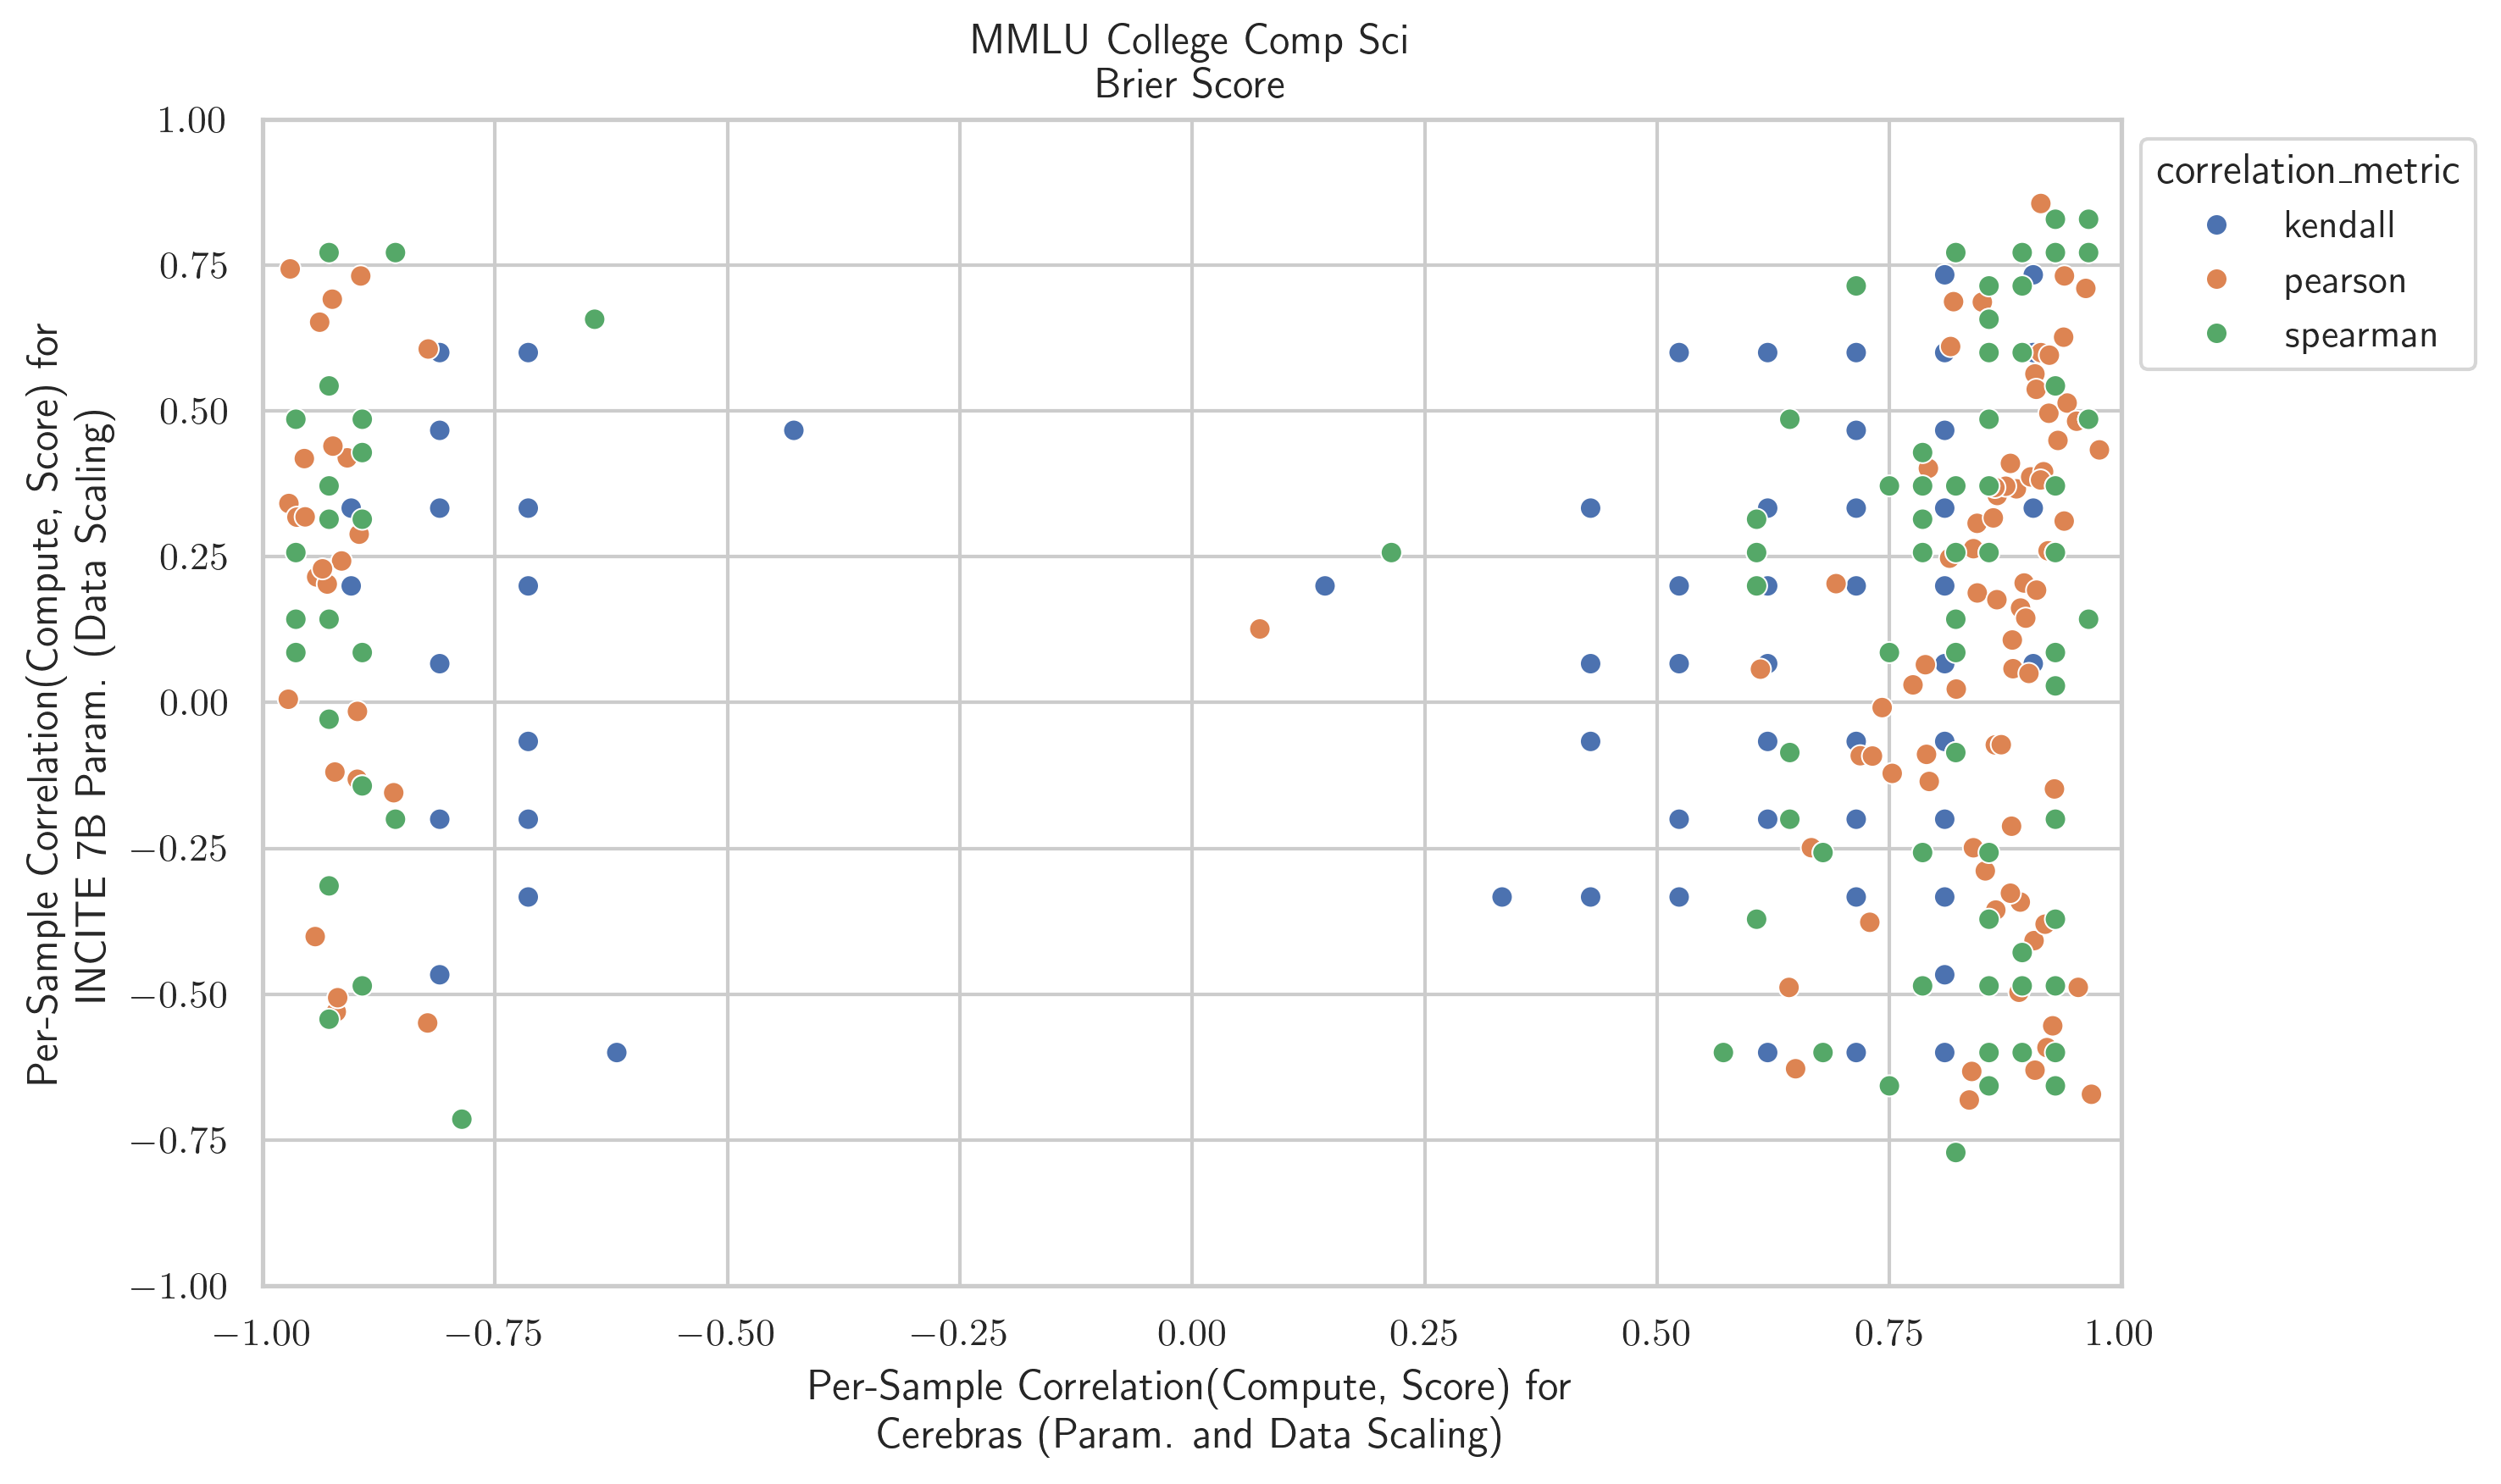 MMLU College Comp Sci
Brier Score
1.00
0.75
0.50
0.25
0.00
−0.25
−0.50
−0.75
−1.00
Per-Sample Correlation(Compute, Score) for
INCITE 7B Param. (Data Scaling)
correlation_metric
kendall
pearson
spearman
−1.00 −0.75 −0.50 −0.25 0.00 0.25 0.50 0.75 1.00
Per-Sample Correlation(Compute, Score) for
Cerebras (Param. and Data Scaling)